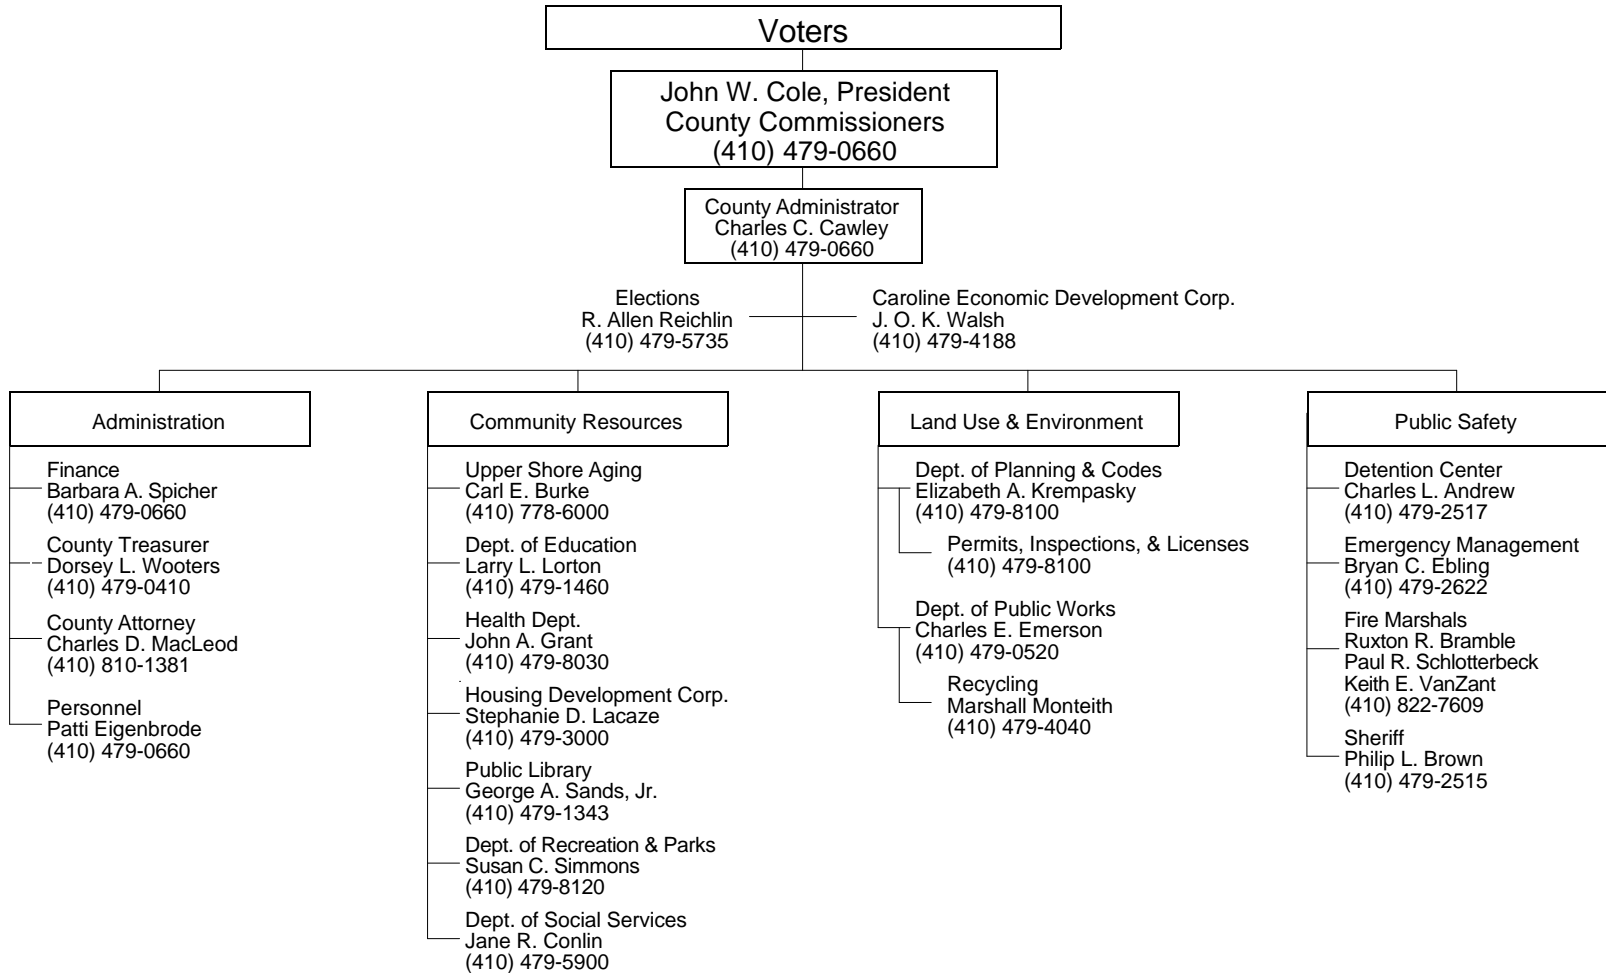 Voters
John W. Cole, President
County Commissioners
(410) 479-0660
County Administrator
Charles C. Cawley
(410) 479-0660
Elections
R. Allen Reichlin
(410) 479-5735
Caroline Economic Development Corp.
J. O. K. Walsh
(410) 479-4188
Administration
Finance
Barbara A. Spicher
(410) 479-0660
County Treasurer
Dorsey L. Wooters
(410) 479-0410
County Attorney
Charles D. MacLeod
(410) 810-1381
Personnel
Patti Eigenbrode
(410) 479-0660
Community Resources
Upper Shore Aging
Carl E. Burke
(410) 778-6000
Dept. of Education
Larry L. Lorton
(410) 479-1460
Health Dept.
John A. Grant
(410) 479-8030
Housing Development Corp.
Stephanie D. Lacaze
(410) 479-3000
Public Library
George A. Sands, Jr.
(410) 479-1343
Dept. of Recreation & Parks
Susan C. Simmons
(410) 479-8120
Dept. of Social Services
Jane R. Conlin
(410) 479-5900
Land Use & Environment
Dept. of Planning & Codes
Elizabeth A. Krempasky
(410) 479-8100
Permits, Inspections, & Licenses
(410) 479-8100
Dept. of Public Works
Charles E. Emerson
(410) 479-0520
Recycling
Marshall Monteith
(410) 479-4040
Public Safety
Detention Center
Charles L. Andrew
(410) 479-2517
Emergency Management
Bryan C. Ebling
(410) 479-2622
Fire Marshals
Ruxton R. Bramble
Paul R. Schlotterbeck
Keith E. VanZant
(410) 822-7609
Sheriff
Philip L. Brown
(410) 479-2515